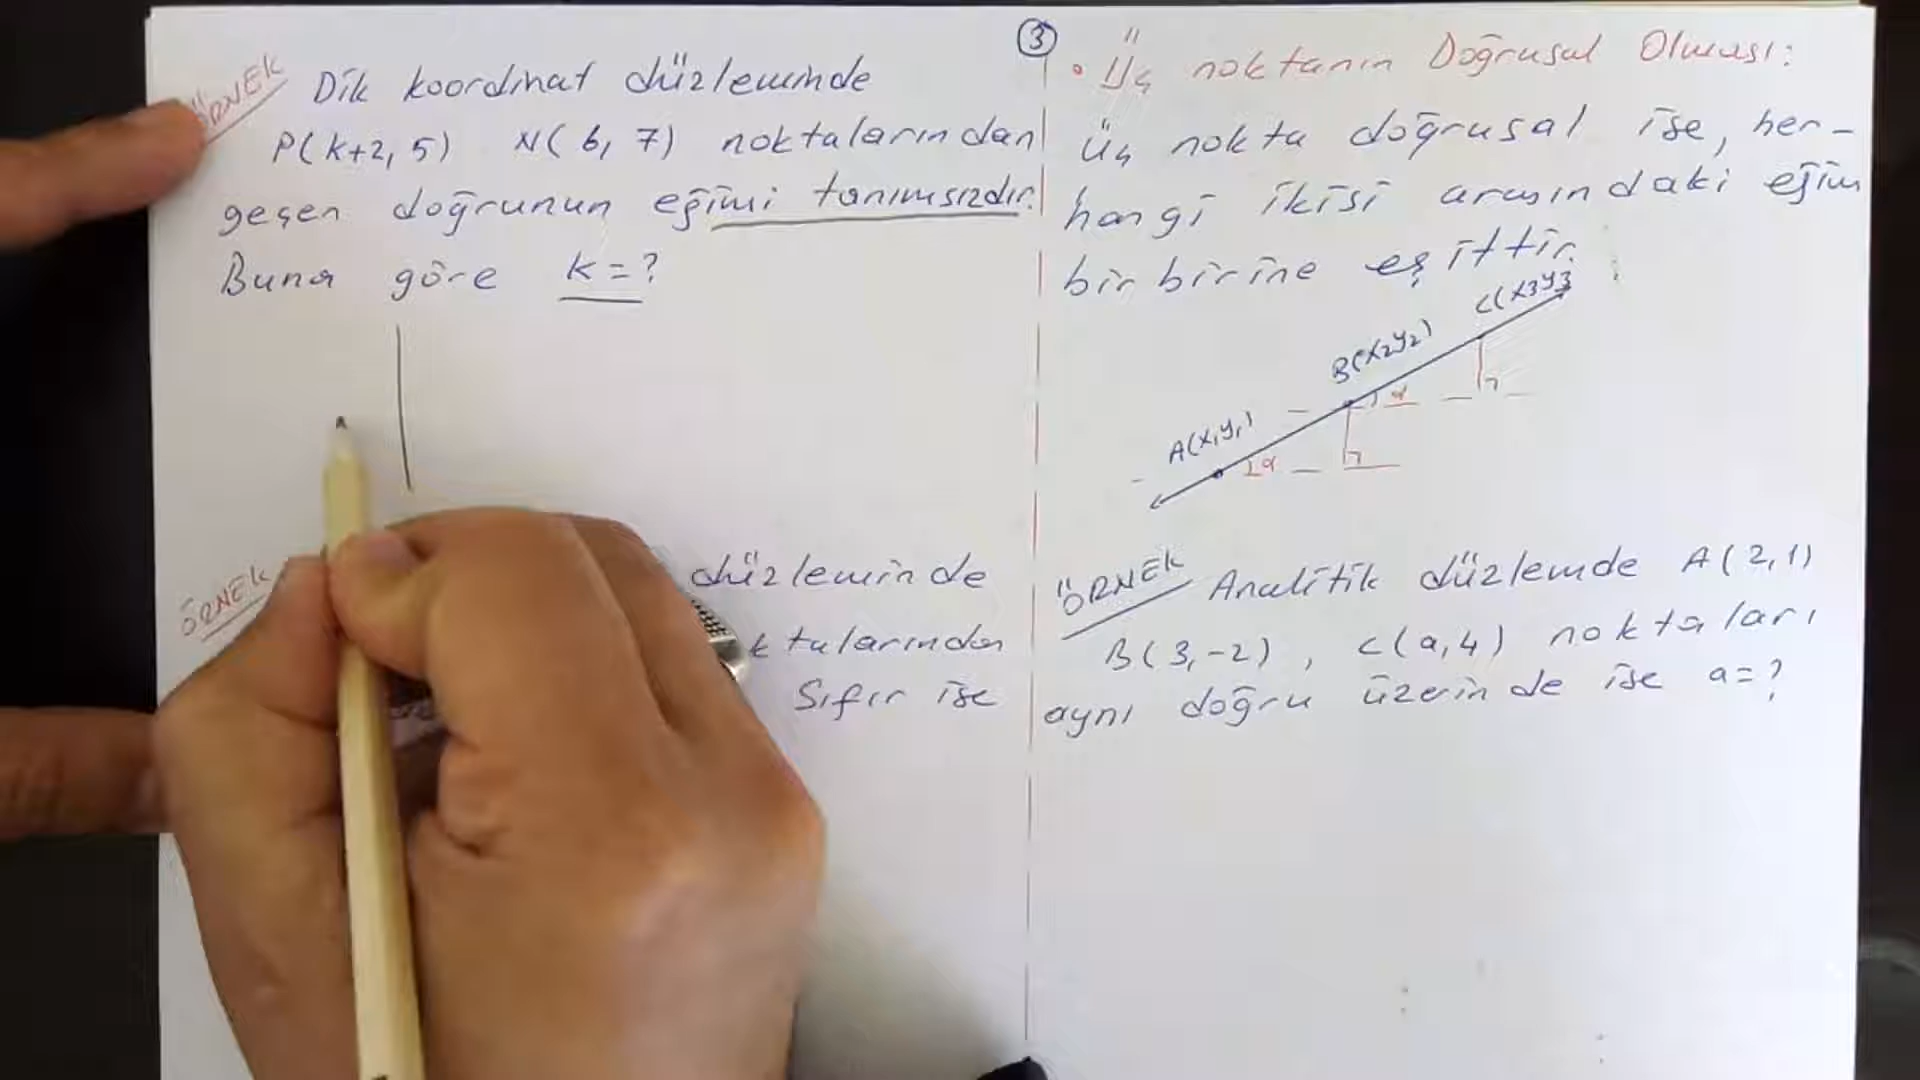 ÖRNEK Dik koordinat düzleminde
P(k+2, 5) N(6, 7) noktalarından
geçen doğrunun eğimi tanımsızdır.
Buna göre k=?
ÖRNEK düzleminde
ktalarından
Sıfır ise
3
• Üç noktanın Doğrusal Olması:
Üç nokta doğrusal ise, her-
hangi ikisi arasındaki eğim
birbirine eşittir.
C(x3y3
B(x2y2)
α
A(x1y1)
α
ÖRNEK Analitik düzlemde A(2,1)
B(3,-2), C(a,4) noktaları
aynı doğru üzerinde ise a=?